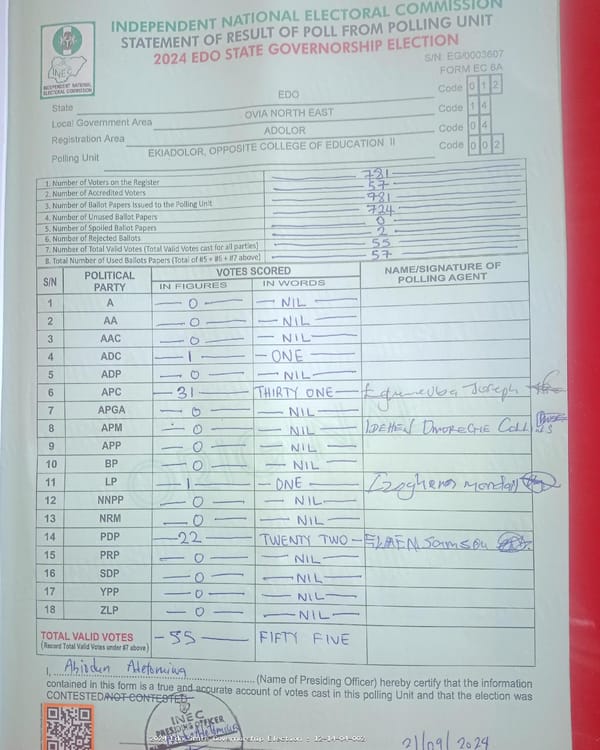 INDEPENDENT NATIONAL ELECTORAL COMMISSION
STATEMENT OF RESULT OF POLL FROM POLLING UNIT
2024 EDO STATE GOVERNORSHIP ELECTION
INEC
INDEPENDENT NATIONAL ELECTORAL COMMISSION
S/N: EG/0003607
FORM EC 8A
State EDO Code 0 1 2
Local Government Area OVIA NORTH EAST Code 1 4
Registration Area ADOLOR Code 0 4
Polling Unit EKIADOLOR, OPPOSITE COLLEGE OF EDUCATION II Code 0 0 2
1. Number of Voters on the Register 781
2. Number of Accredited Voters 57
3. Number of Ballot Papers Issued to the Polling Unit 781
4. Number of Unused Ballot Papers 724
5. Number of Spoiled Ballot Papers 0
6. Number of Rejected Ballots 2
7. Number of Total Valid Votes (Total Valid Votes cast for all parties) 55
8. Total Number of Used Ballots Papers (Total of #5 + #6 + #7 above) 57
S/N POLITICAL PARTY VOTES SCORED NAME/SIGNATURE OF POLLING AGENT
IN FIGURES IN WORDS
1 A 0 NIL
2 AA 0 NIL
3 AAC 0 NIL
4 ADC 1 ONE
5 ADP 0 NIL
6 APC 31 THIRTY ONE Joseph
7 APGA 0 NIL
8 APM 0 NIL IDEHEN
9 APP 0 NIL
10 BP 0 NIL
11 LP 1 ONE monday
12 NNPP 0 NIL
13 NRM 0 NIL
14 PDP 22 TWENTY TWO Samson
15 PRP 0 NIL
16 SDP 0 NIL
17 YPP 0 NIL
18 ZLP 0 NIL
TOTAL VALID VOTES 55 FIFTY FIVE
(Record Total Valid Votes under #7 above)
I, Abiodun (Name of Presiding Officer) hereby certify that the information
contained in this form is a true and accurate account of votes cast in this polling Unit and that the election was
CONTESTED/NOT CONTESTED
INEC
PRESIDING OFFICER
2024 Edo State Governorship Election : 12-14-04-002
21/09/2024